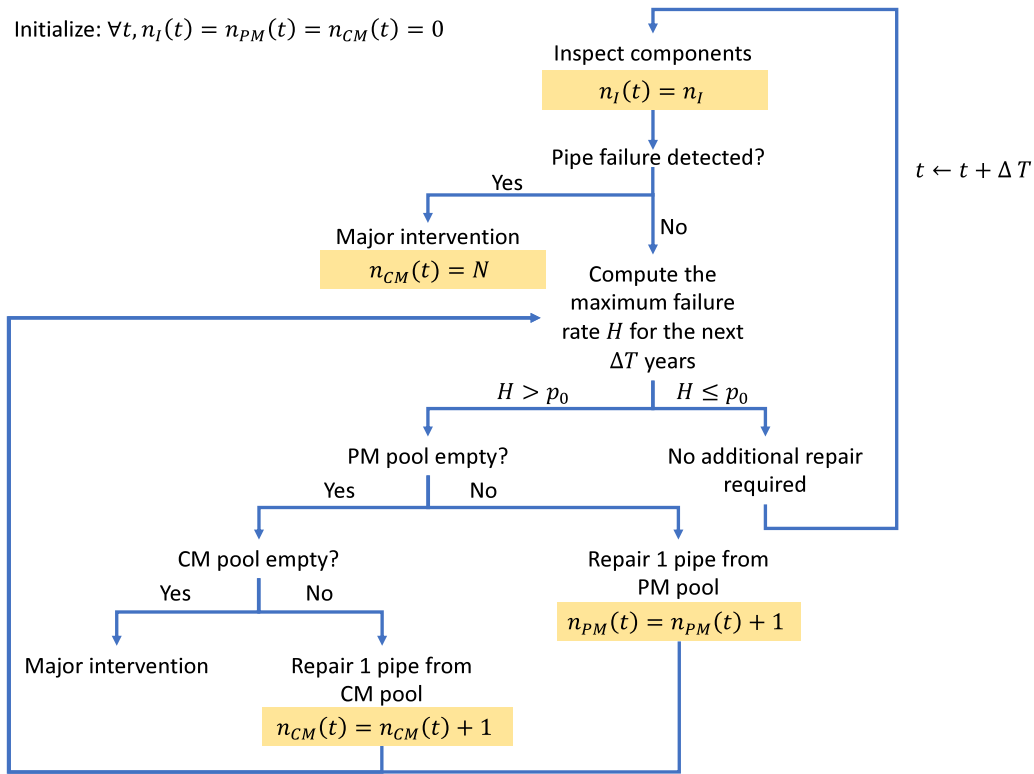 Initialize: ∀t, n_I(t) = n_PM(t) = n_CM(t) = 0
Inspect components
n_I(t) = n_I
Pipe failure detected?
t ← t + Δ T
Yes
No
Major intervention
n_CM(t) = N
Compute the
maximum failure
rate H for the next
ΔT years
H > p_0
H ≤ p_0
PM pool empty?
No additional repair
required
Yes
No
CM pool empty?
Repair 1 pipe from
PM pool
n_PM(t) = n_PM(t) + 1
Yes
No
Major intervention
Repair 1 pipe from
CM pool
n_CM(t) = n_CM(t) + 1